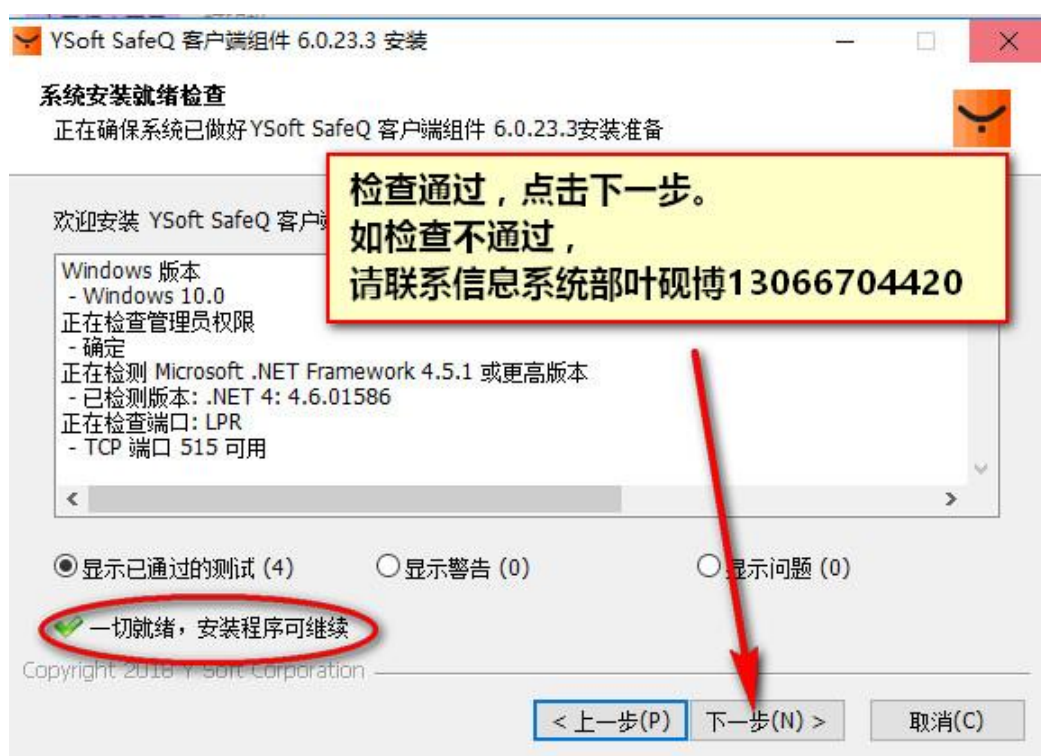 YSoft SafeQ 客户端组件 6.0.23.3 安装
系统安装就绪检查
正在确保系统已做好YSoft SafeQ 客户端组件 6.0.23.3安装准备
检查通过，点击下一步。
如检查不通过，
请联系信息系统部叶砚博13066704420
欢迎安装 YSoft SafeQ 客户
Windows 版本
- Windows 10.0
正在检查管理员权限
- 确定
正在检测 Microsoft .NET Framework 4.5.1 或更高版本
- 已检测版本: .NET 4: 4.6.01586
正在检查端口: LPR
- TCP 端口 515 可用
显示已通过的测试 (4) 显示警告 (0) 显示问题 (0)
一切就绪，安装程序可继续
Copyright 2018 Y Soft Corporation
< 上一步(P) 下一步(N) > 取消(C)